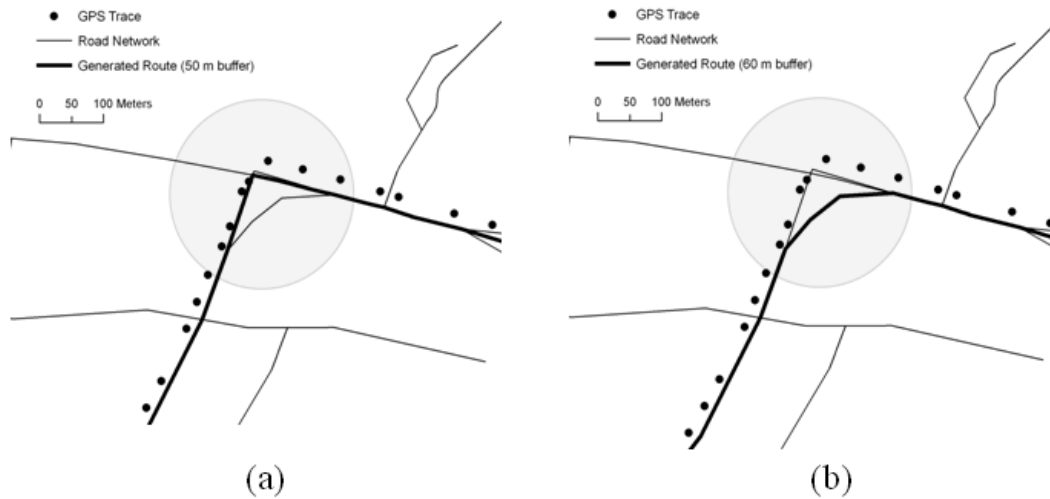 GPS Trace
Road Network
Generated Route (50 m buffer)
0 50 100 Meters
GPS Trace
Road Network
Generated Route (60 m buffer)
0 50 100 Meters
(a)
(b)